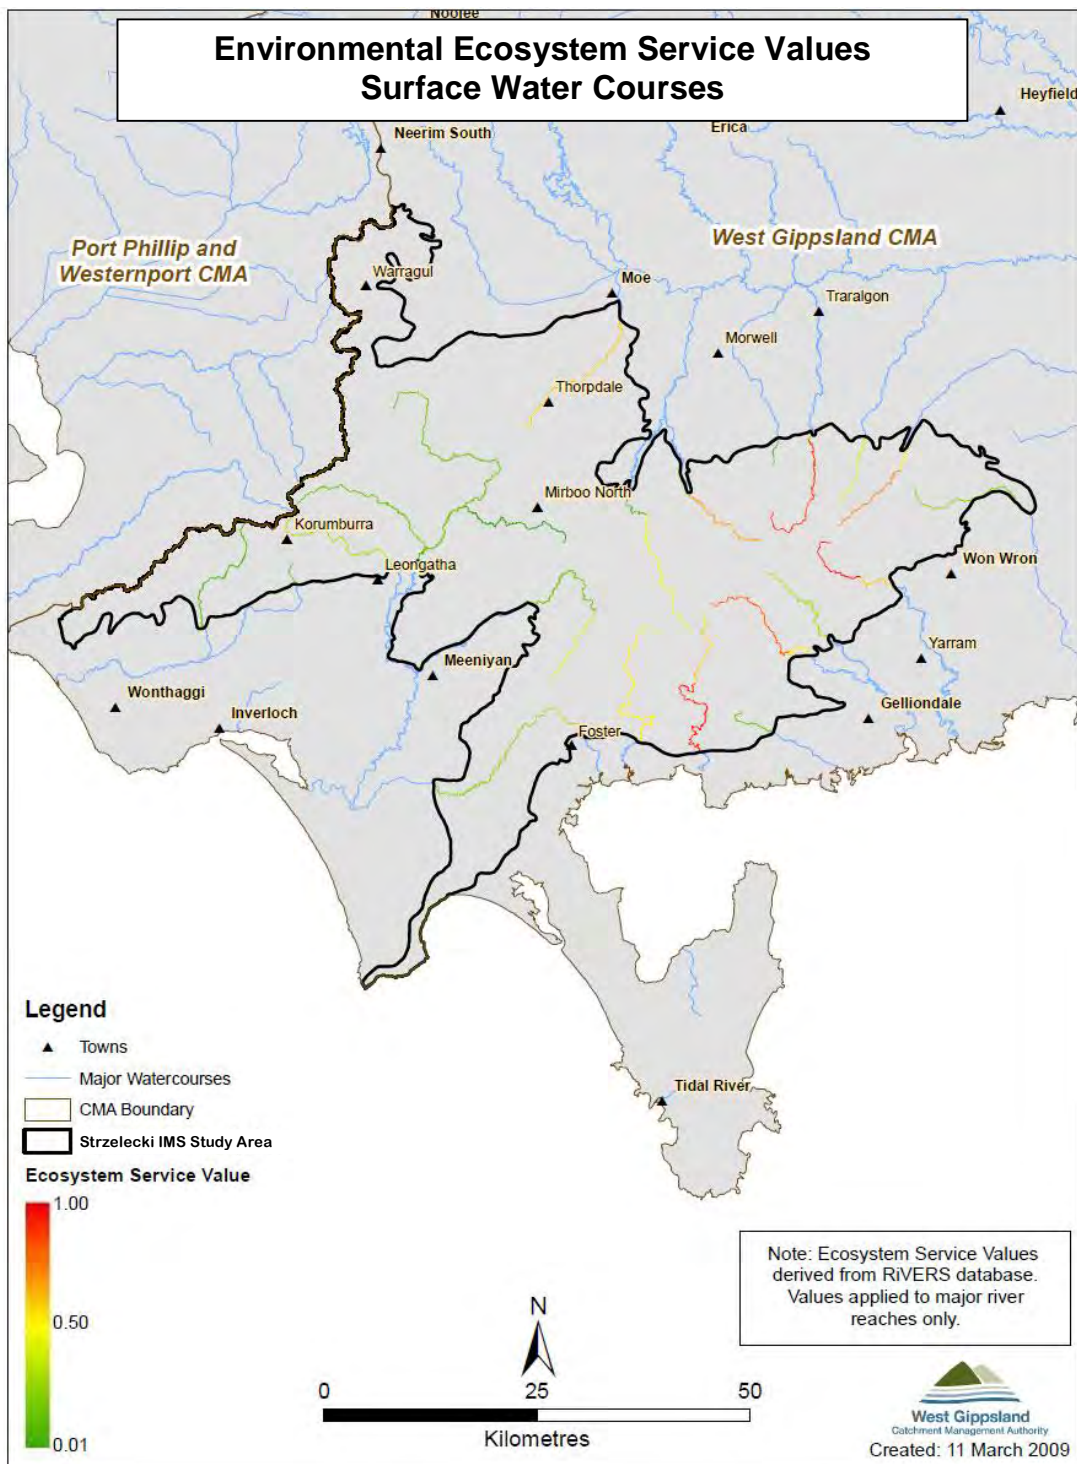 Noojee
Environmental Ecosystem Service Values
Surface Water Courses
Heyfield
Neerim South
Erica
Port Phillip and
Westernport CMA
West Gippsland CMA
Warragul
Moe
Traralgon
Morwell
Thorpdale
Mirboo North
Korumburra
Leongatha
Won Wron
Yarram
Meeniyan
Wonthaggi
Inverloch
Gelliondale
Foster
Legend
Towns
Major Watercourses
CMA Boundary
Strzelecki IMS Study Area
Tidal River
Ecosystem Service Value
1.00
0.50
0.01
Note: Ecosystem Service Values
derived from RiVERS database.
Values applied to major river
reaches only.
N
0 25 50
Kilometres
West Gippsland
Catchment Management Authority
Created: 11 March 2009